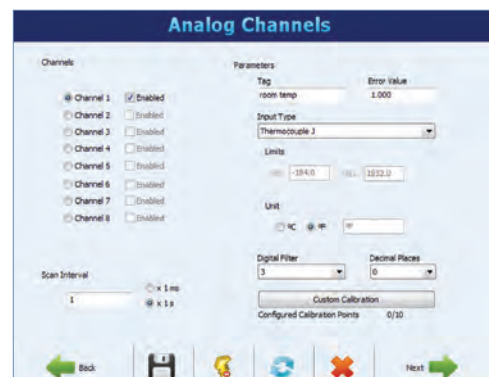 Analog Channels
Channels
Channel 1 Enabled
Channel 2 Enabled
Channel 3 Enabled
Channel 4 Enabled
Channel 5 Enabled
Channel 6 Enabled
Channel 7 Enabled
Channel 8 Enabled
Scan Interval
1
x 1 ms
x 1 s
Parameters
Tag Error Value
room temp 1.000
Input Type
Thermocouple J
Limits
-184.0 1832.0
Unit
ºC ºF ºF
Digital Filter Decimal Places
3 0
Custom Calibration
Configured Calibration Points 0/10
Back Next